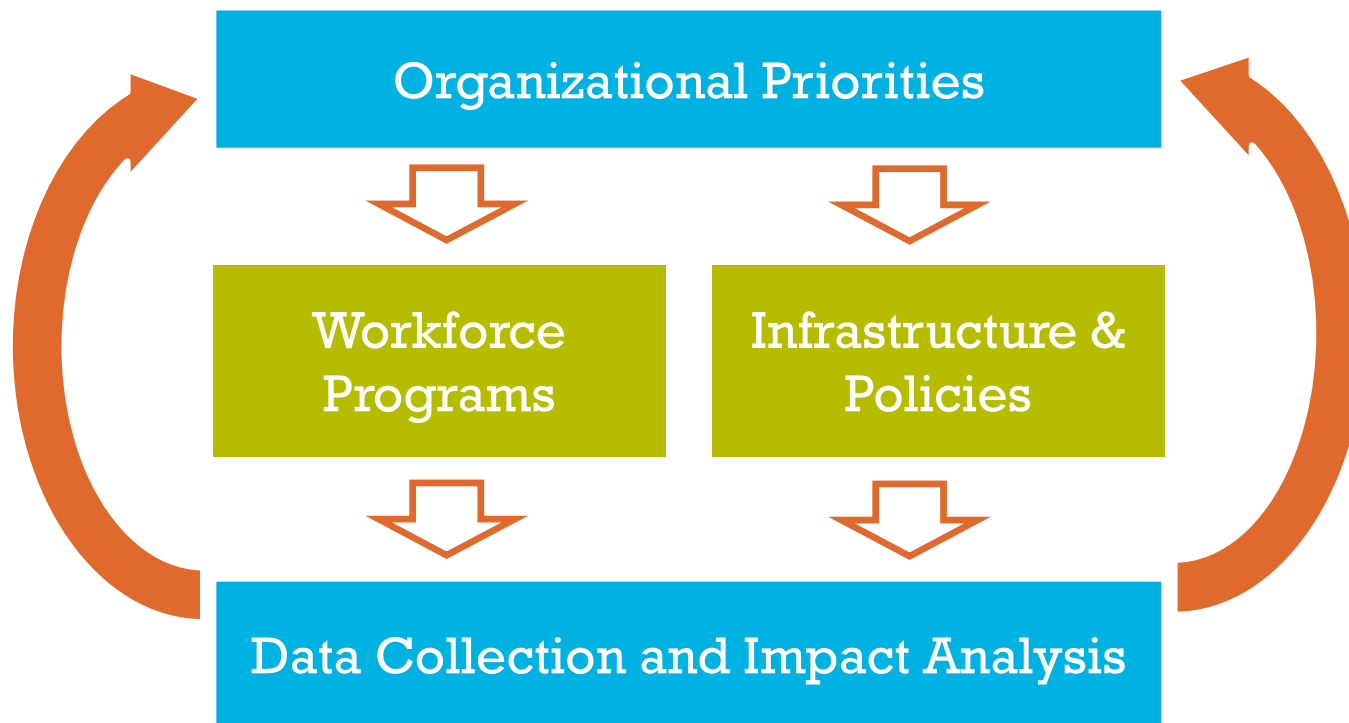 Organizational Priorities
Workforce
Programs
Infrastructure &
Policies
Data Collection and Impact Analysis